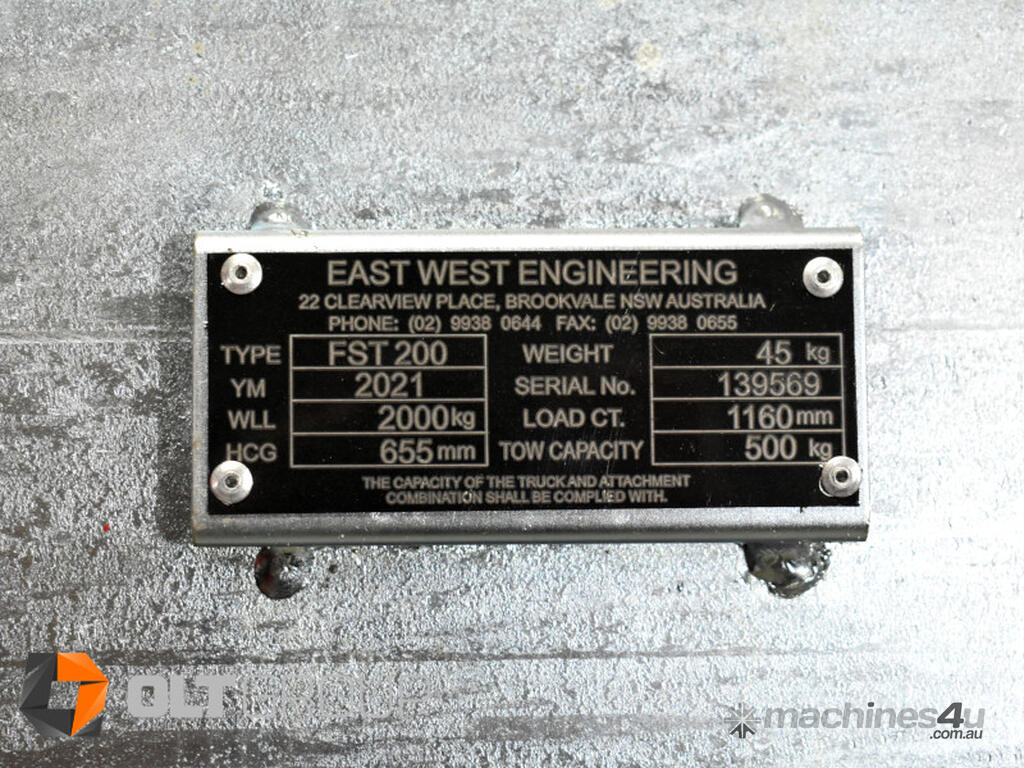 EAST WEST ENGINEERING
22 CLEARVIEW PLACE, BROOKVALE NSW AUSTRALIA
PHONE: (02) 9938 0644 FAX: (02) 9938 0655
TYPE FST 200 WEIGHT 45 kg
YM 2021 SERIAL No. 139569
WLL 2000kg LOAD CT. 1160mm
HCG 655mm TOW CAPACITY 500 kg
THE CAPACITY OF THE TRUCK AND ATTACHMENT
COMBINATION SHALL BE COMPLIED WITH.
OLT GROUP
machines4u
.com.au